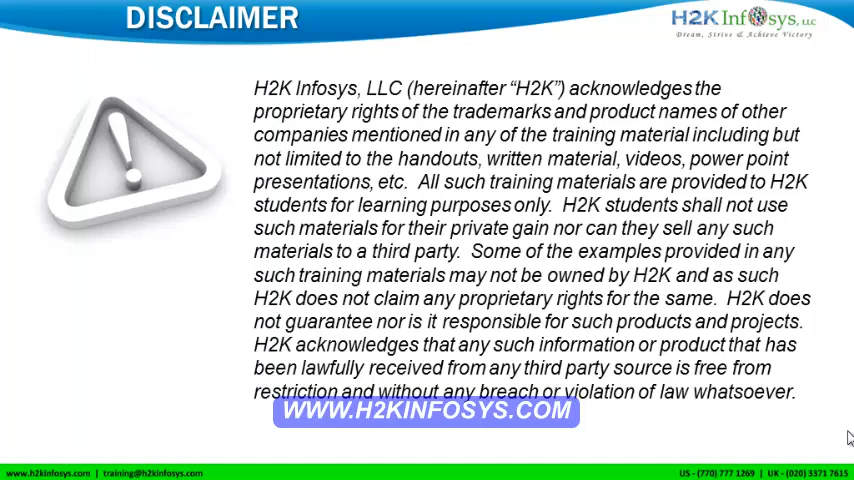 DISCLAIMER
H2K Infosys, LLC
Dream, Strive & Achieve Victory
H2K Infosys, LLC (hereinafter “H2K”) acknowledges the
proprietary rights of the trademarks and product names of other
companies mentioned in any of the training material including but
not limited to the handouts, written material, videos, power point
presentations, etc. All such training materials are provided to H2K
students for learning purposes only. H2K students shall not use
such materials for their private gain nor can they sell any such
materials to a third party. Some of the examples provided in any
such training materials may not be owned by H2K and as such
H2K does not claim any proprietary rights for the same. H2K does
not guarantee nor is it responsible for such products and projects.
H2K acknowledges that any such information or product that has
been lawfully received from any third party source is free from
restriction and without any breach or violation of law whatsoever.
WWW.H2KINFOSYS.COM
www.h2kinfosys.com | training@h2kinfosys.com
US - (770) 777 1269 | UK - (020) 3371 7615